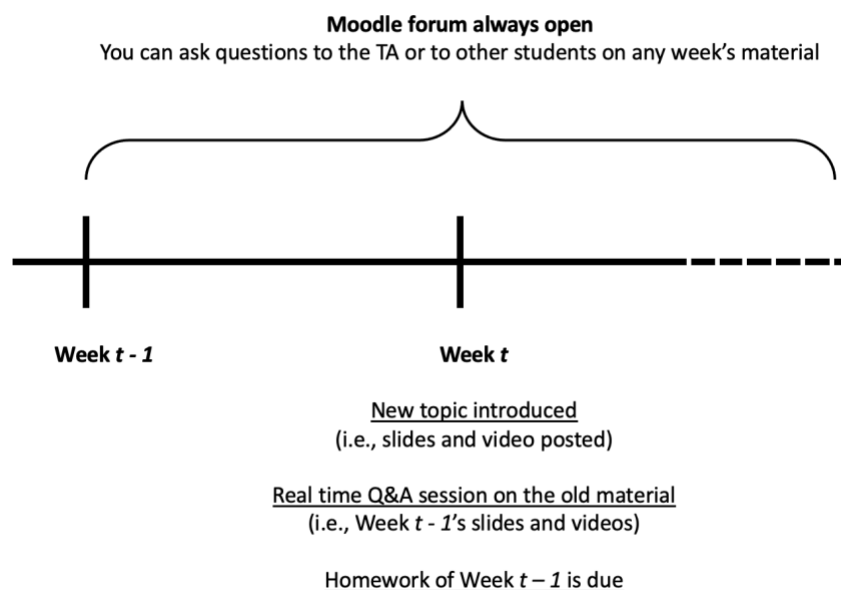 Moodle forum always open
You can ask questions to the TA or to other students on any week's material
Week t - 1
Week t
New topic introduced
(i.e., slides and video posted)
Real time Q&A session on the old material
(i.e., Week t - 1's slides and videos)
Homework of Week t – 1 is due